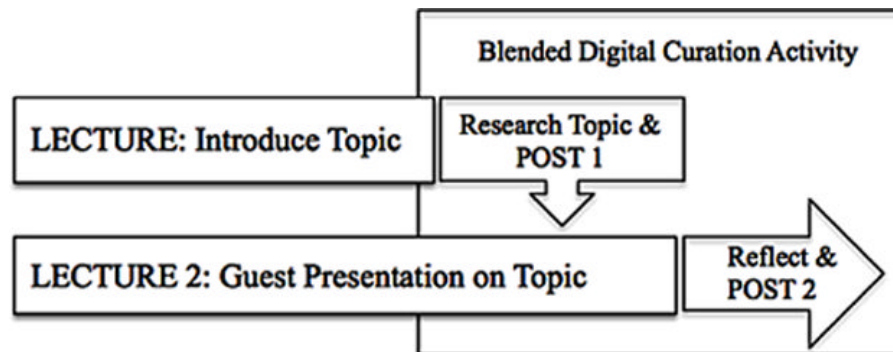 Blended Digital Curation Activity
LECTURE: Introduce Topic
Research Topic &
POST 1
LECTURE 2: Guest Presentation on Topic
Reflect &
POST 2